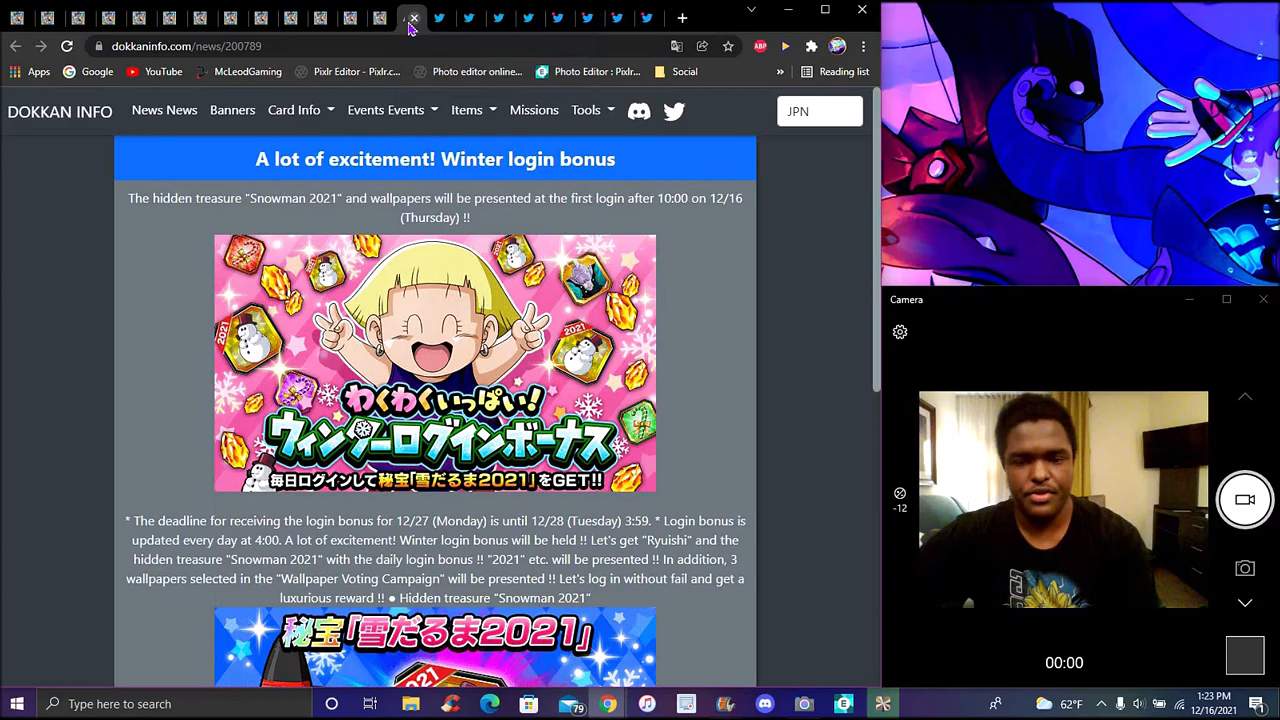 dokkaninfo.com/news/200789
Apps Google YouTube McLeodGaming Pixlr Editor - Pixlr.c... Photo editor online... Photo Editor : Pixlr... Social » Reading list
DOKKAN INFO News News Banners Card Info Events Events Items Missions Tools JPN
A lot of excitement! Winter login bonus
The hidden treasure "Snowman 2021" and wallpapers will be presented at the first login after 10:00 on 12/16
(Thursday) !!
2021
2021
2021
わくわくいっぱい!
ウィンターログインボーナス
毎日ログインして秘宝「雪だるま2021」をGET!!
* The deadline for receiving the login bonus for 12/27 (Monday) is until 12/28 (Tuesday) 3:59. * Login bonus is
updated every day at 4:00. A lot of excitement! Winter login bonus will be held !! Let's get "Ryuishi" and the
hidden treasure "Snowman 2021" with the daily login bonus !! "2021" etc. will be presented !! In addition, 3
wallpapers selected in the "Wallpaper Voting Campaign" will be presented !! Let's log in without fail and get a
luxurious reward !! ● Hidden treasure "Snowman 2021"
秘宝「雪だるま2021」
2021
Camera
-12
00:00
Type here to search
79
62°F
1:23 PM
12/16/2021
1
ABP